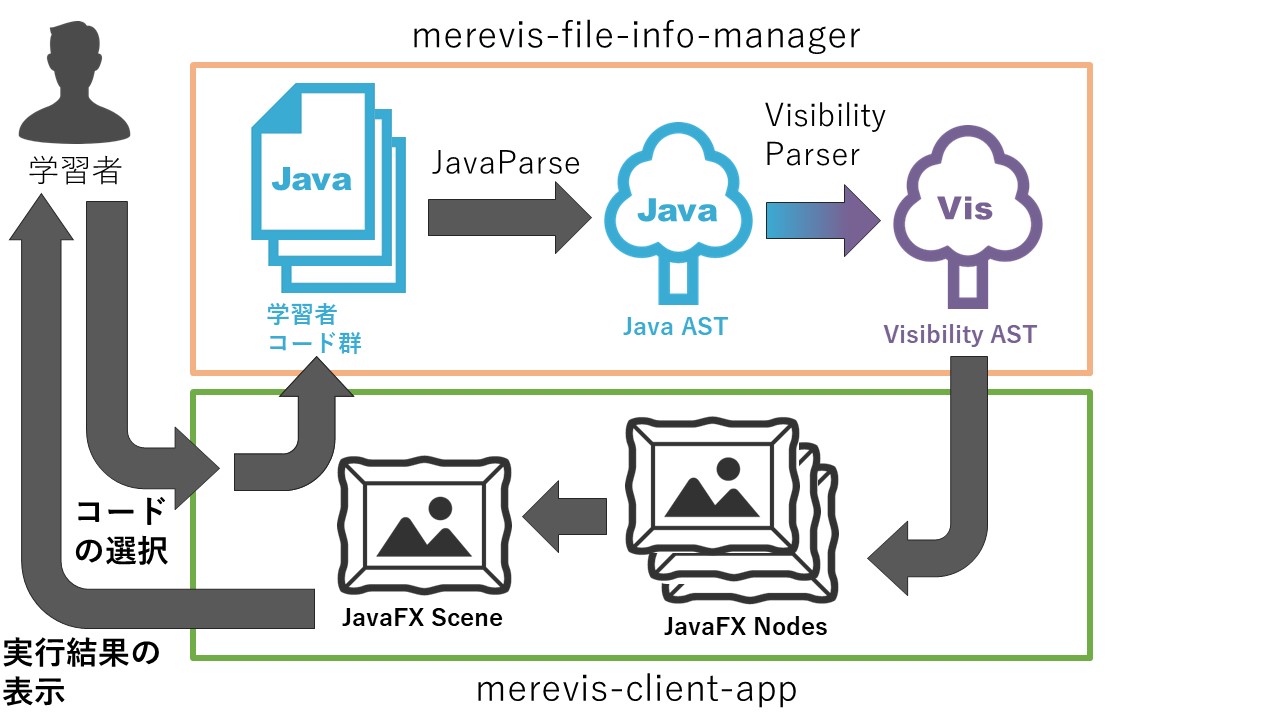 merevis-file-info-manager
学習者
Java
JavaParse
Java
Visibility
Parser
Vis
学習者
コード群
Java AST
Visibility AST
コード
の選択
JavaFX Scene
JavaFX Nodes
実行結果の
表示
merevis-client-app